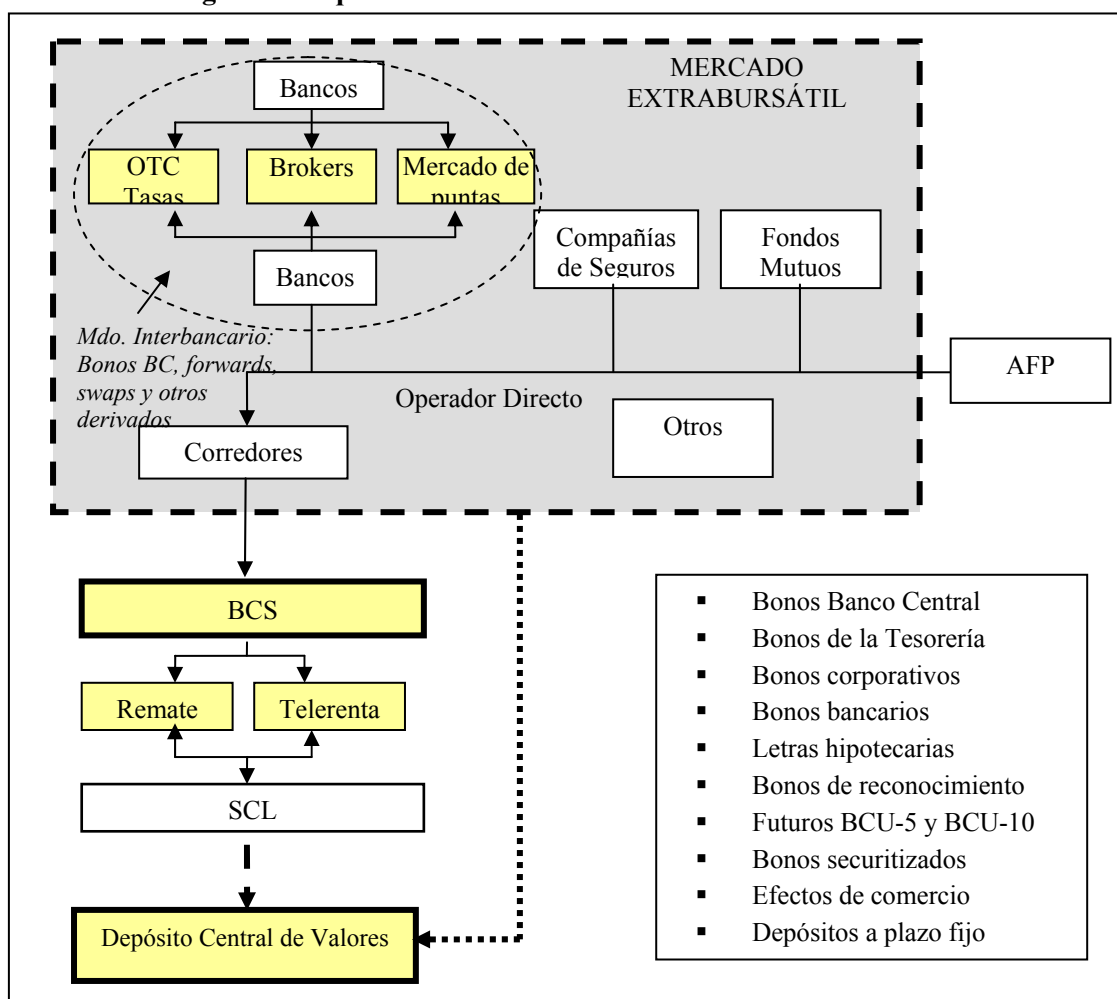 MERCADO
EXTRABURSÁTIL
Bancos
OTC
Tasas
Brokers
Mercado de
puntas
Bancos
Compañías
de Seguros
Fondos
Mutuos
AFP
Mdo. Interbancario:
Bonos BC, forwards,
swaps y otros
derivados
Operador Directo
Otros
Corredores
BCS
Remate
Telerenta
SCL
Depósito Central de Valores
▪ Bonos Banco Central
▪ Bonos de la Tesorería
▪ Bonos corporativos
▪ Bonos bancarios
▪ Letras hipotecarias
▪ Bonos de reconocimiento
▪ Futuros BCU-5 y BCU-10
▪ Bonos securitizados
▪ Efectos de comercio
▪ Depósitos a plazo fijo